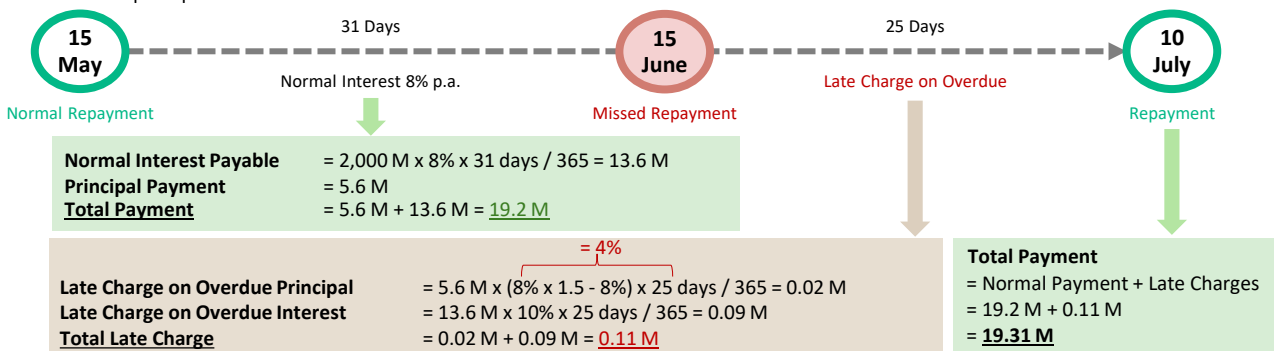 15 May
31 Days
15 June
25 Days
10 July
Normal Interest 8% p.a.
Late Charge on Overdue
Normal Repayment
Missed Repayment
Repayment
Normal Interest Payable = 2,000 M x 8% x 31 days / 365 = 13.6 M
Principal Payment = 5.6 M
Total Payment = 5.6 M + 13.6 M = 19.2 M
= 4%
Late Charge on Overdue Principal = 5.6 M x (8% x 1.5 - 8%) x 25 days / 365 = 0.02 M
Late Charge on Overdue Interest = 13.6 M x 10% x 25 days / 365 = 0.09 M
Total Late Charge = 0.02 M + 0.09 M = 0.11 M
Total Payment
= Normal Payment + Late Charges
= 19.2 M + 0.11 M
= 19.31 M